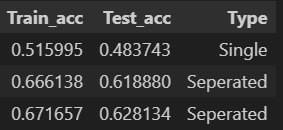 Train_acc Test_acc Type
0.515995 0.483743 Single
0.666138 0.618880 Seperated
0.671657 0.628134 Seperated